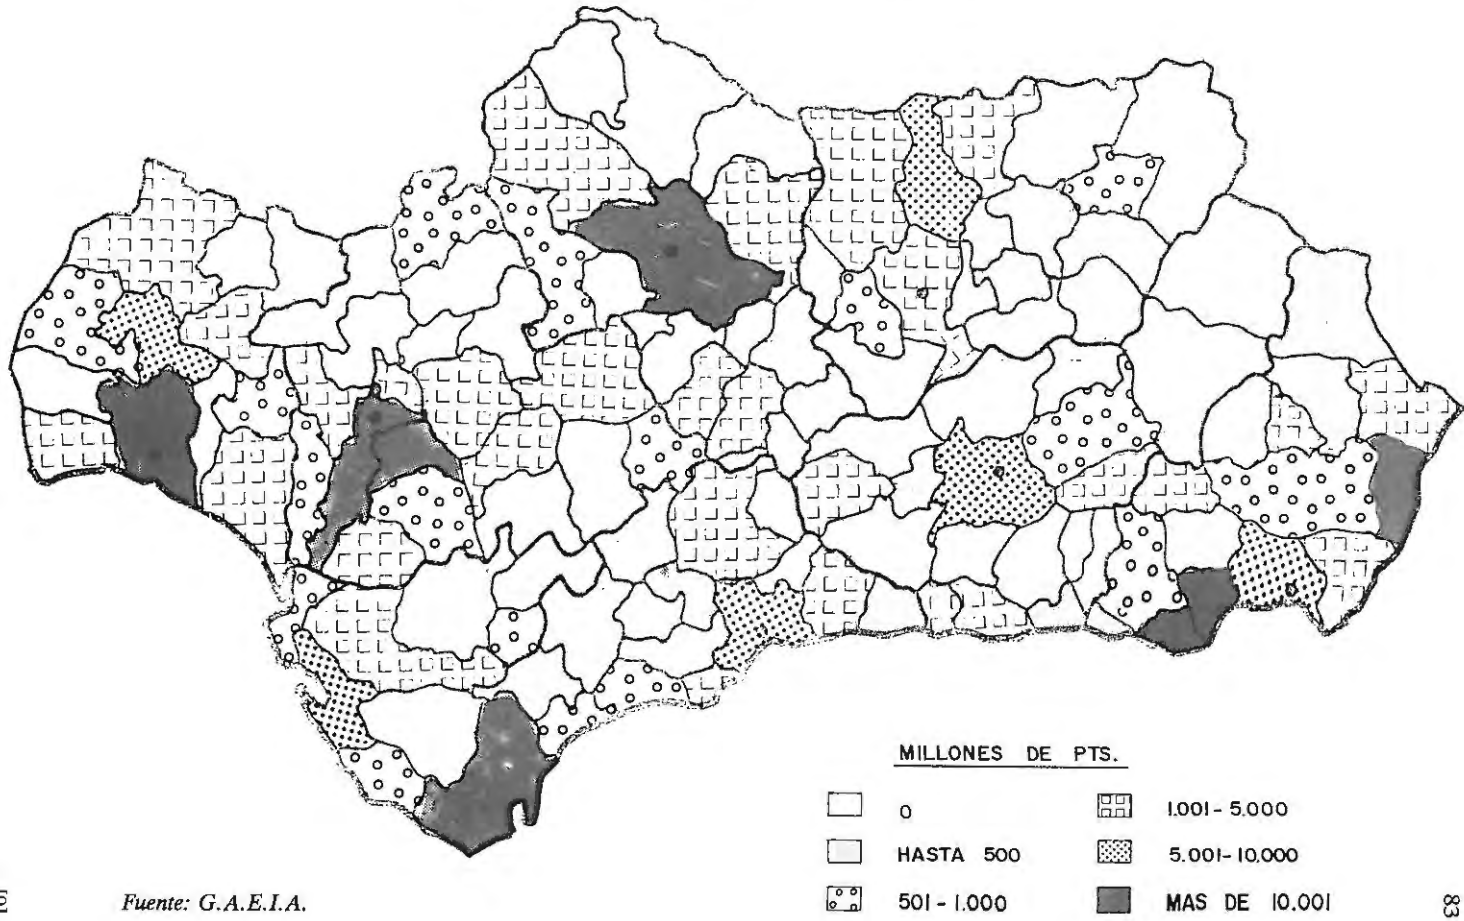 MILLONES DE PTS.
0
HASTA 500
501 - 1.000
1.001 - 5.000
5.001 - 10.000
MAS DE 10.001
Fuente: G.A.E.I.A.
83